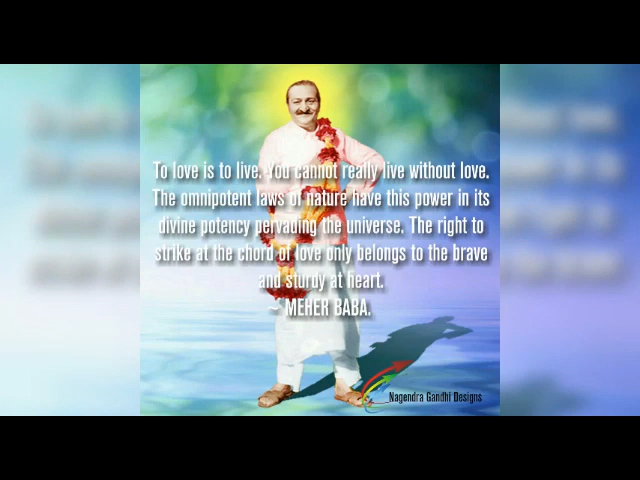 To love is to live. You cannot really live without love.
The omnipotent laws of nature have this power in its
divine potency pervading the universe. The right to
strike at the chord of love only belongs to the brave
and sturdy at heart.
~ MEHER BABA.
Nagendra Gandhi Designs